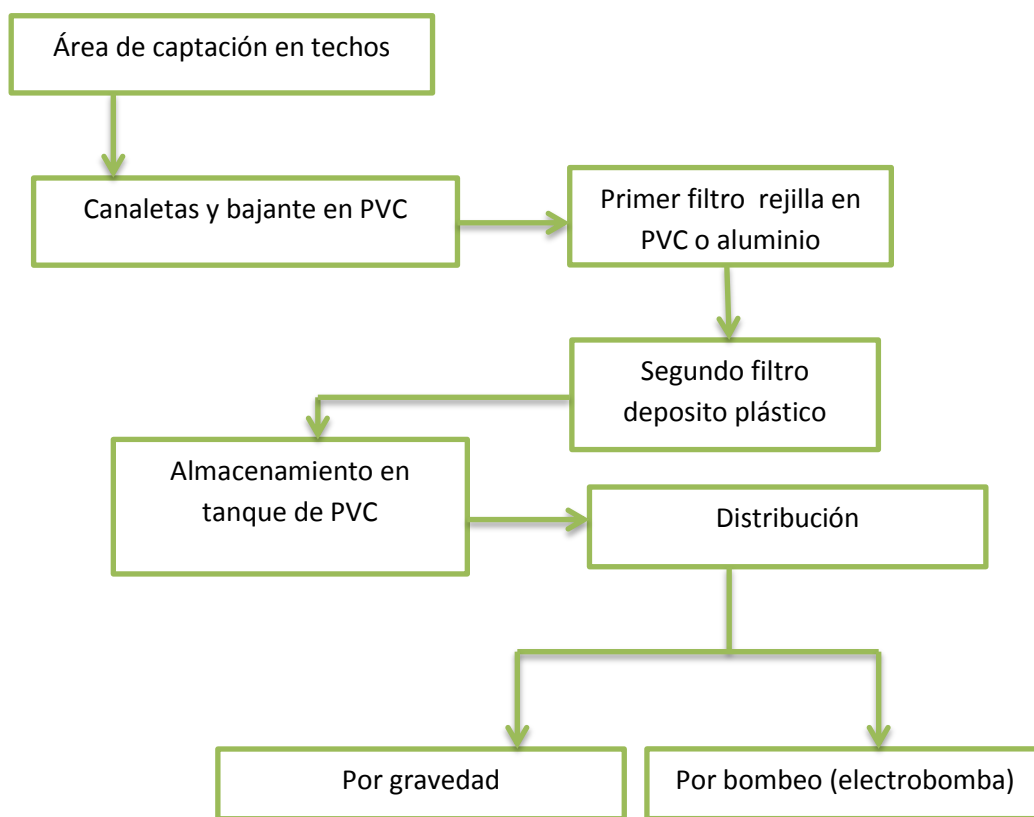 Área de captación en techos
Canaletas y bajante en PVC
Primer filtro rejilla en
PVC o aluminio
Segundo filtro
deposito plástico
Almacenamiento en
tanque de PVC
Distribución
Por gravedad
Por bombeo (electrobomba)